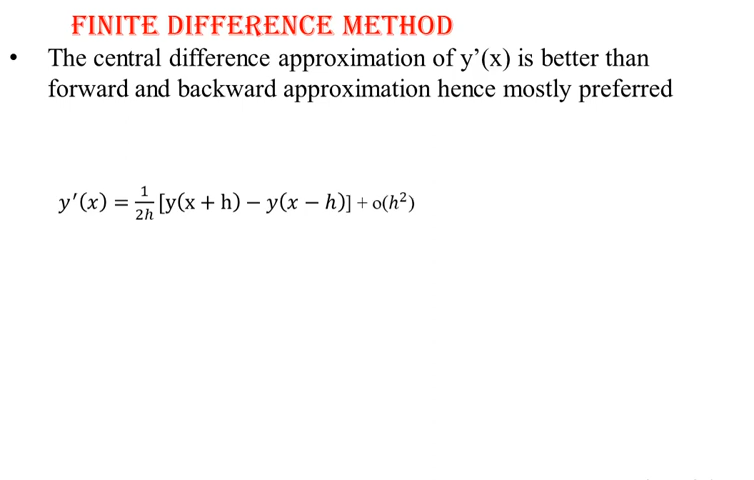 FINITE DIFFERENCE METHOD
• The central difference approximation of y’(x) is better than
forward and backward approximation hence mostly preferred
y′(x) = 1/2h [y(x + h) − y(x − h)] + o(h²)